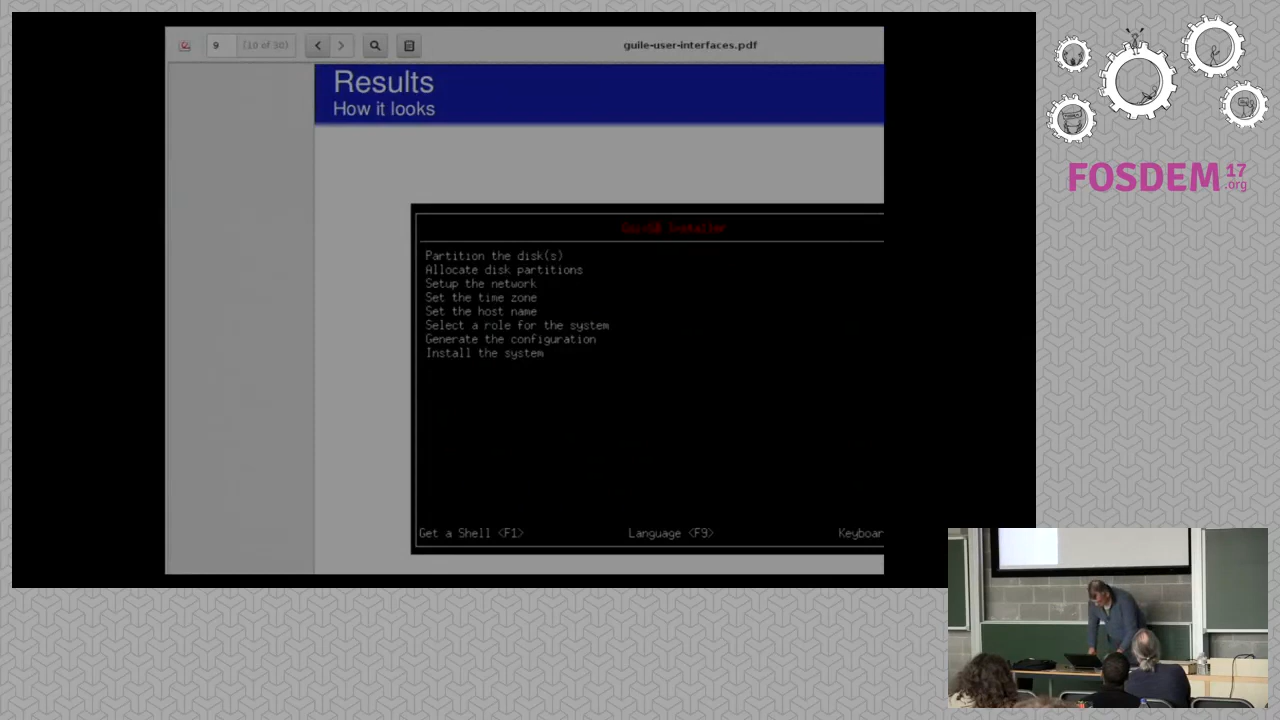 9 (10 of 30)
guile-user-interfaces.pdf
Results
How it looks
GuixSD Installer
Partition the disk(s)
Allocate disk partitions
Setup the network
Set the time zone
Set the host name
Select a role for the system
Generate the configuration
Install the system
Get a Shell <F1> Language <F9> Keyboar
FOSDEM 17
.org